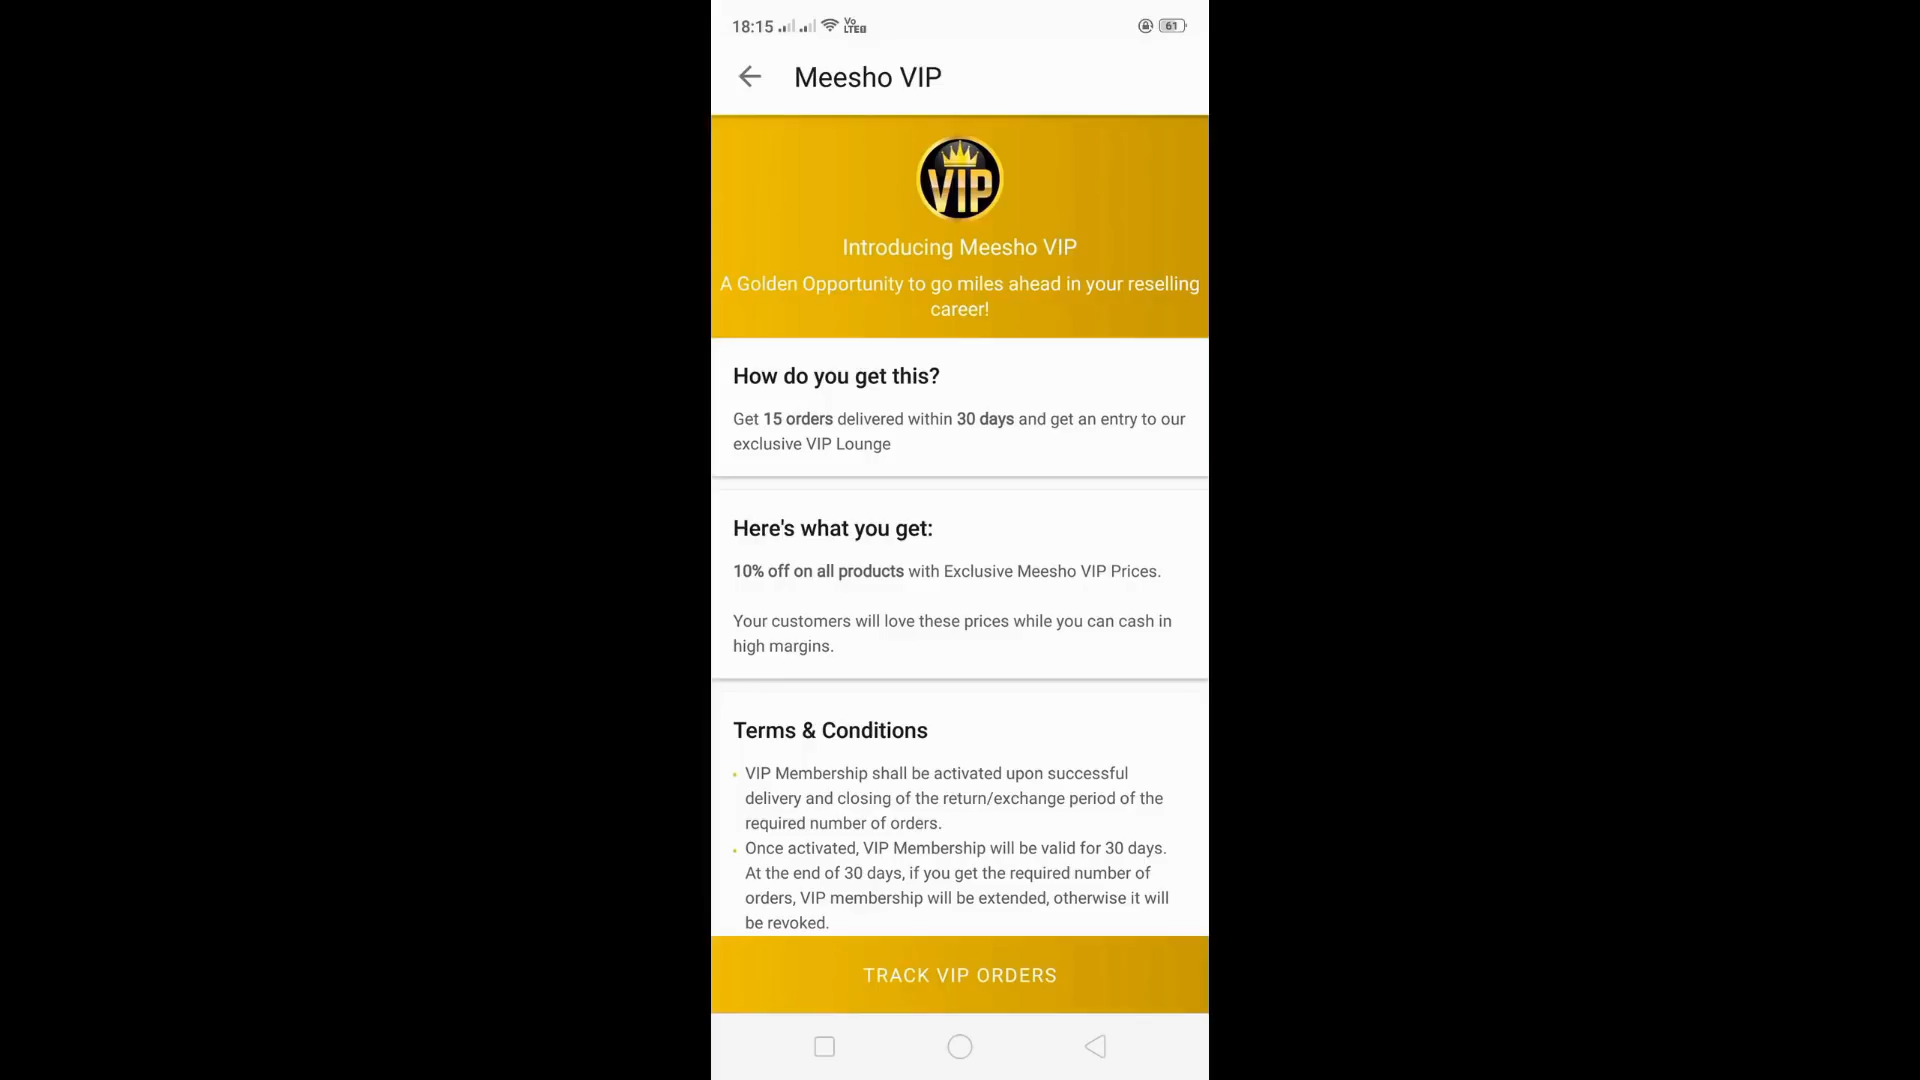 18:15 Vo LTE 61
Meesho VIP
VIP
Introducing Meesho VIP
A Golden Opportunity to go miles ahead in your reselling
career!
How do you get this?
Get 15 orders delivered within 30 days and get an entry to our
exclusive VIP Lounge
Here's what you get:
10% off on all products with Exclusive Meesho VIP Prices.
Your customers will love these prices while you can cash in
high margins.
Terms & Conditions
• VIP Membership shall be activated upon successful
delivery and closing of the return/exchange period of the
required number of orders.
• Once activated, VIP Membership will be valid for 30 days.
At the end of 30 days, if you get the required number of
orders, VIP membership will be extended, otherwise it will
be revoked.
TRACK VIP ORDERS